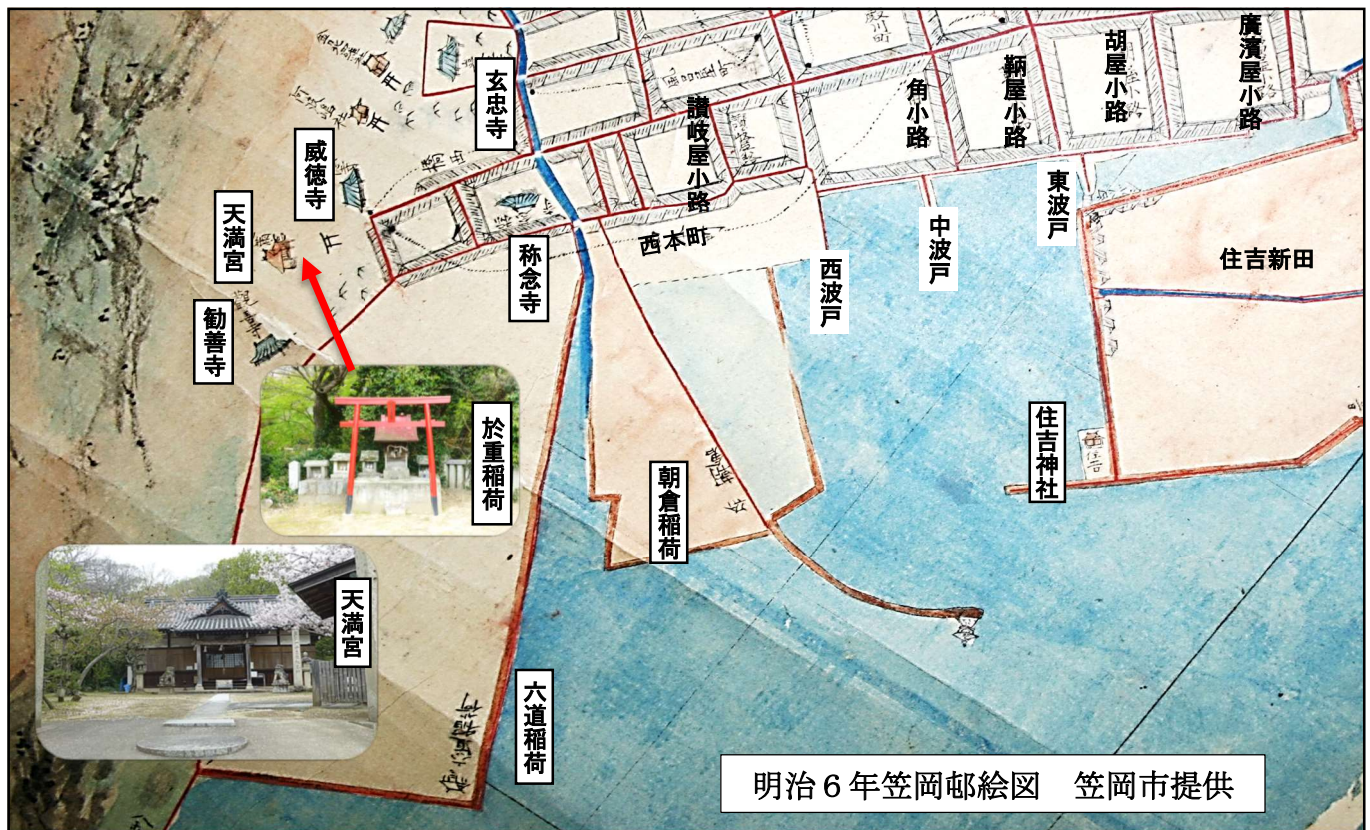 廣濱屋小路
胡屋小路
鞆屋小路
角小路
讃岐屋小路
玄忠寺
威徳寺
天満宮
勧善寺
称念寺
西本町
西波戸
中波戸
東波戸
住吉新田
住吉神社
住吉
於重稲荷
朝倉稲荷
天満宮
六道稲荷
明治６年笠岡邨絵図　笠岡市提供